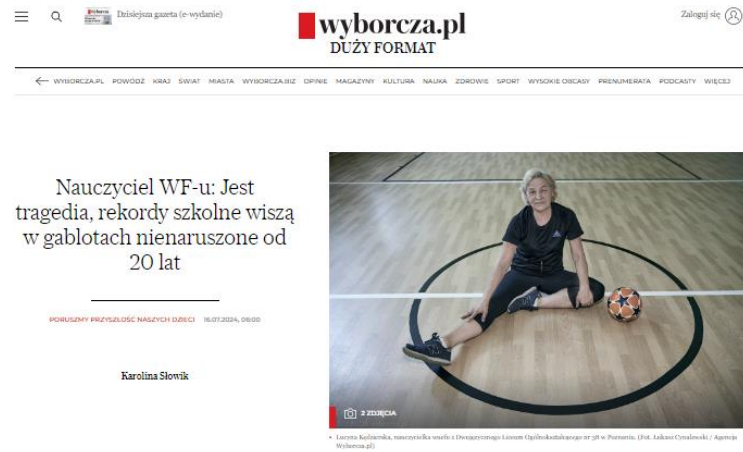 Dzisiejsza gazeta (e-wydanie)
wyborcza.pl
DUŻY FORMAT
Zaloguj się
WYBORCZA.PL POWÓDŹ KRAJ ŚWIAT MIASTA WYBORCZA.BIZ OPINIE MAGAZYNY KULTURA NAUKA ZDROWIE SPORT WYSOKIE OBCASY PRENUMERATA PODCASTY WIĘCEJ
Nauczyciel WF-u: Jest
tragedia, rekordy szkolne wiszą
w gablotach nienaruszone od
20 lat
PORUSZMY PRZYSZŁOŚĆ NASZYCH DZIECI 16.07.2024, 06:00
Karolina Słowik
2 ZDJĘCIA
nauczycielka wuefu z Dwujęzycznego Liceum Ogólnokształcącego nr 38 w Poznaniu. (Fot. Łukasz Cynalewski / Agencja
Wyborcza.pl)